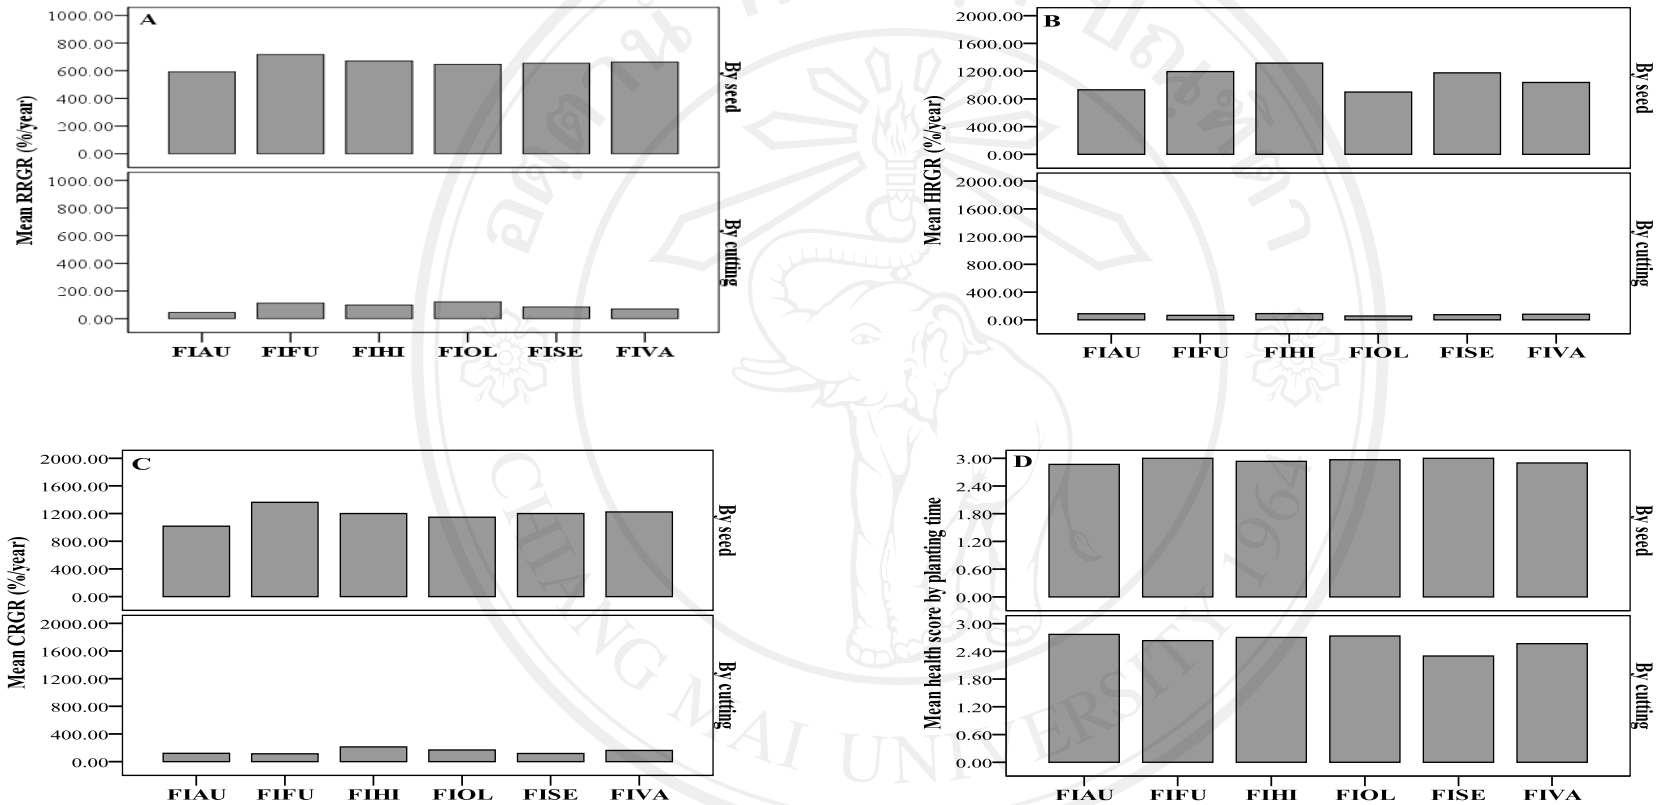 A
Mean RRGR (%/year)
1000.00
800.00
600.00
400.00
200.00
0.00
By seed
1000.00
800.00
600.00
400.00
200.00
0.00
By cutting
FIAU FIFU FIHI FIOL FISE FIVA
B
Mean HRGR (%/year)
2000.00
1600.00
1200.00
800.00
400.00
0.00
By seed
2000.00
1600.00
1200.00
800.00
400.00
0.00
By cutting
FIAU FIFU FIHI FIOL FISE FIVA
C
Mean CRGR (%/year)
2000.00
1600.00
1200.00
800.00
400.00
0.00
By seed
2000.00
1600.00
1200.00
800.00
400.00
0.00
By cutting
FIAU FIFU FIHI FIOL FISE FIVA
D
Mean health score by planting time
3.00
2.40
1.80
1.20
0.60
0.00
By seed
3.00
2.40
1.80
1.20
0.60
0.00
By cutting
FIAU FIFU FIHI FIOL FISE FIVA
CHIANG MAI UNIVERSITY 1964